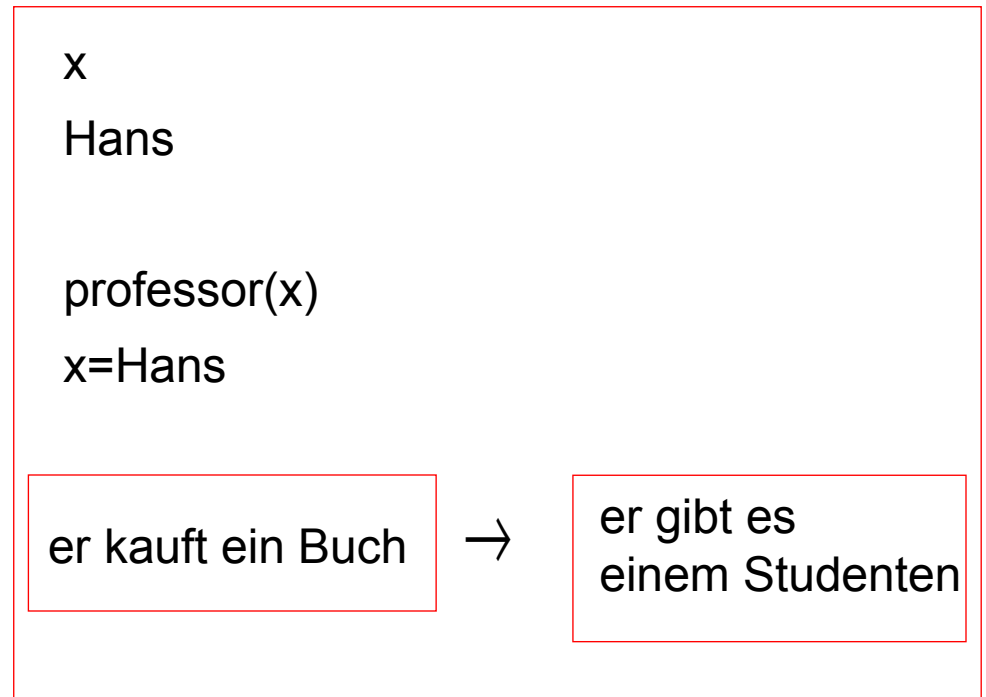 x
Hans
professor(x)
x=Hans
er kauft ein Buch → er gibt es
einem Studenten